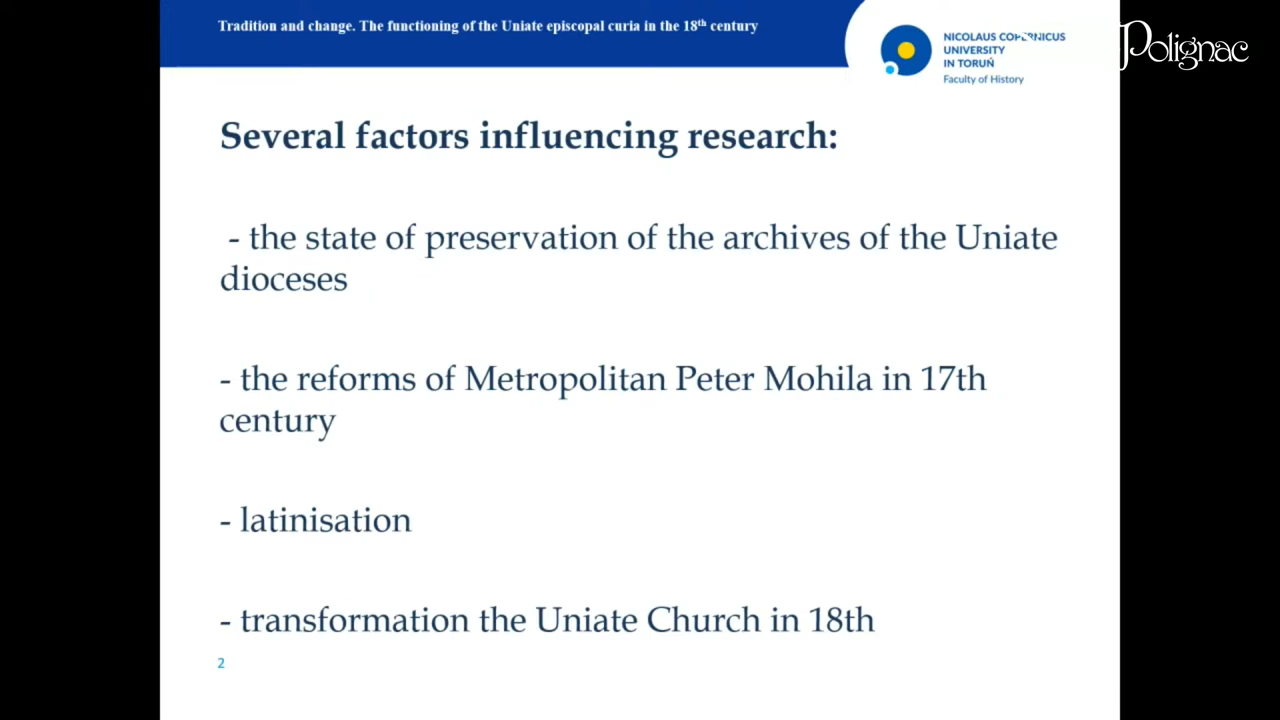 Tradition and change. The functioning of the Uniate episcopal curia in the 18th century
NICOLAUS COPERNICUS
UNIVERSITY
IN TORUŃ
Faculty of History
Polignac
Several factors influencing research:
- the state of preservation of the archives of the Uniate
dioceses
- the reforms of Metropolitan Peter Mohila in 17th
century
- latinisation
- transformation the Uniate Church in 18th
2